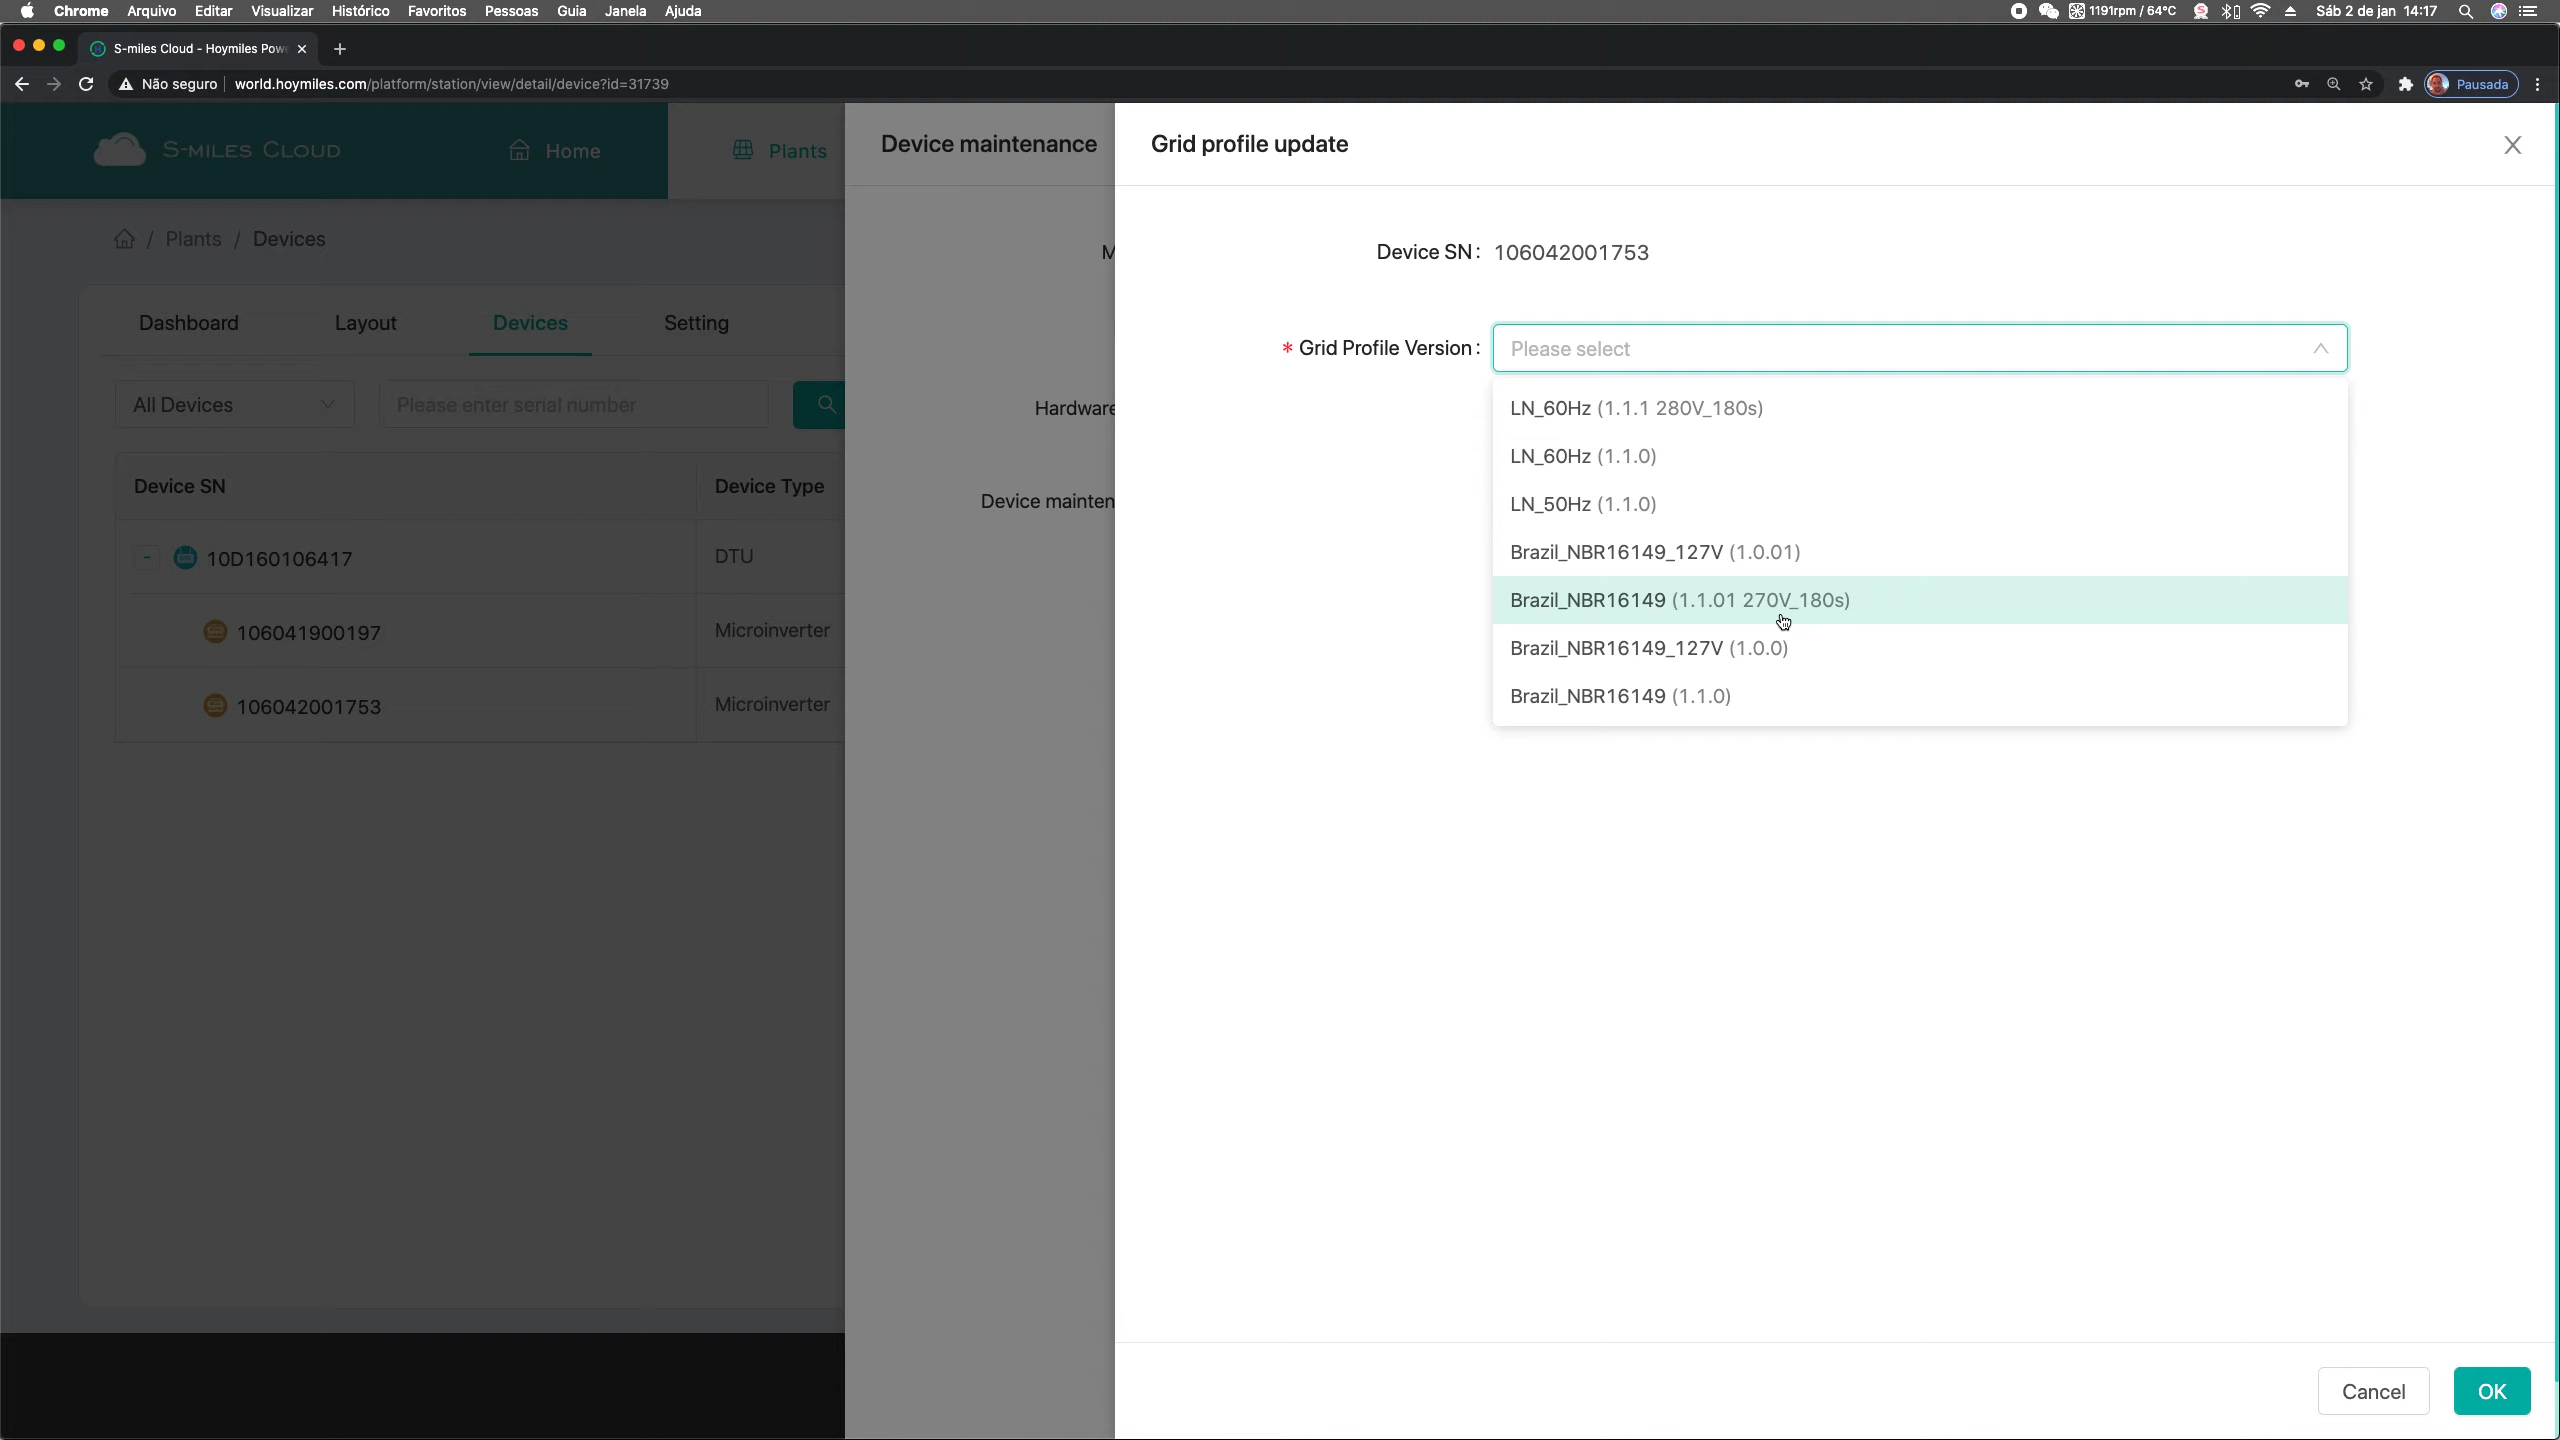 Chrome Arquivo Editar Visualizar Histórico Favoritos Pessoas Guia Janela Ajuda 1191rpm / 64°C Sáb 2 de jan 14:17
S-miles Cloud - Hoymiles Pow
Não seguro world.hoymiles.com/platform/station/view/detail/device?id=31739 Pausada
S-MILES CLOUD Home Plants
Device maintenance
Grid profile update
/ Plants / Devices
M
Device SN: 106042001753
Dashboard Layout Devices Setting
* Grid Profile Version: Please select
All Devices Please enter serial number
Hardware
LN_60Hz (1.1.1 280V_180s)
LN_60Hz (1.1.0)
Device SN Device Type
Device mainten
LN_50Hz (1.1.0)
10D160106417 DTU
Brazil_NBR16149_127V (1.0.01)
Brazil_NBR16149 (1.1.01 270V_180s)
106041900197 Microinverter
Brazil_NBR16149_127V (1.0.0)
106042001753 Microinverter
Brazil_NBR16149 (1.1.0)
Cancel OK